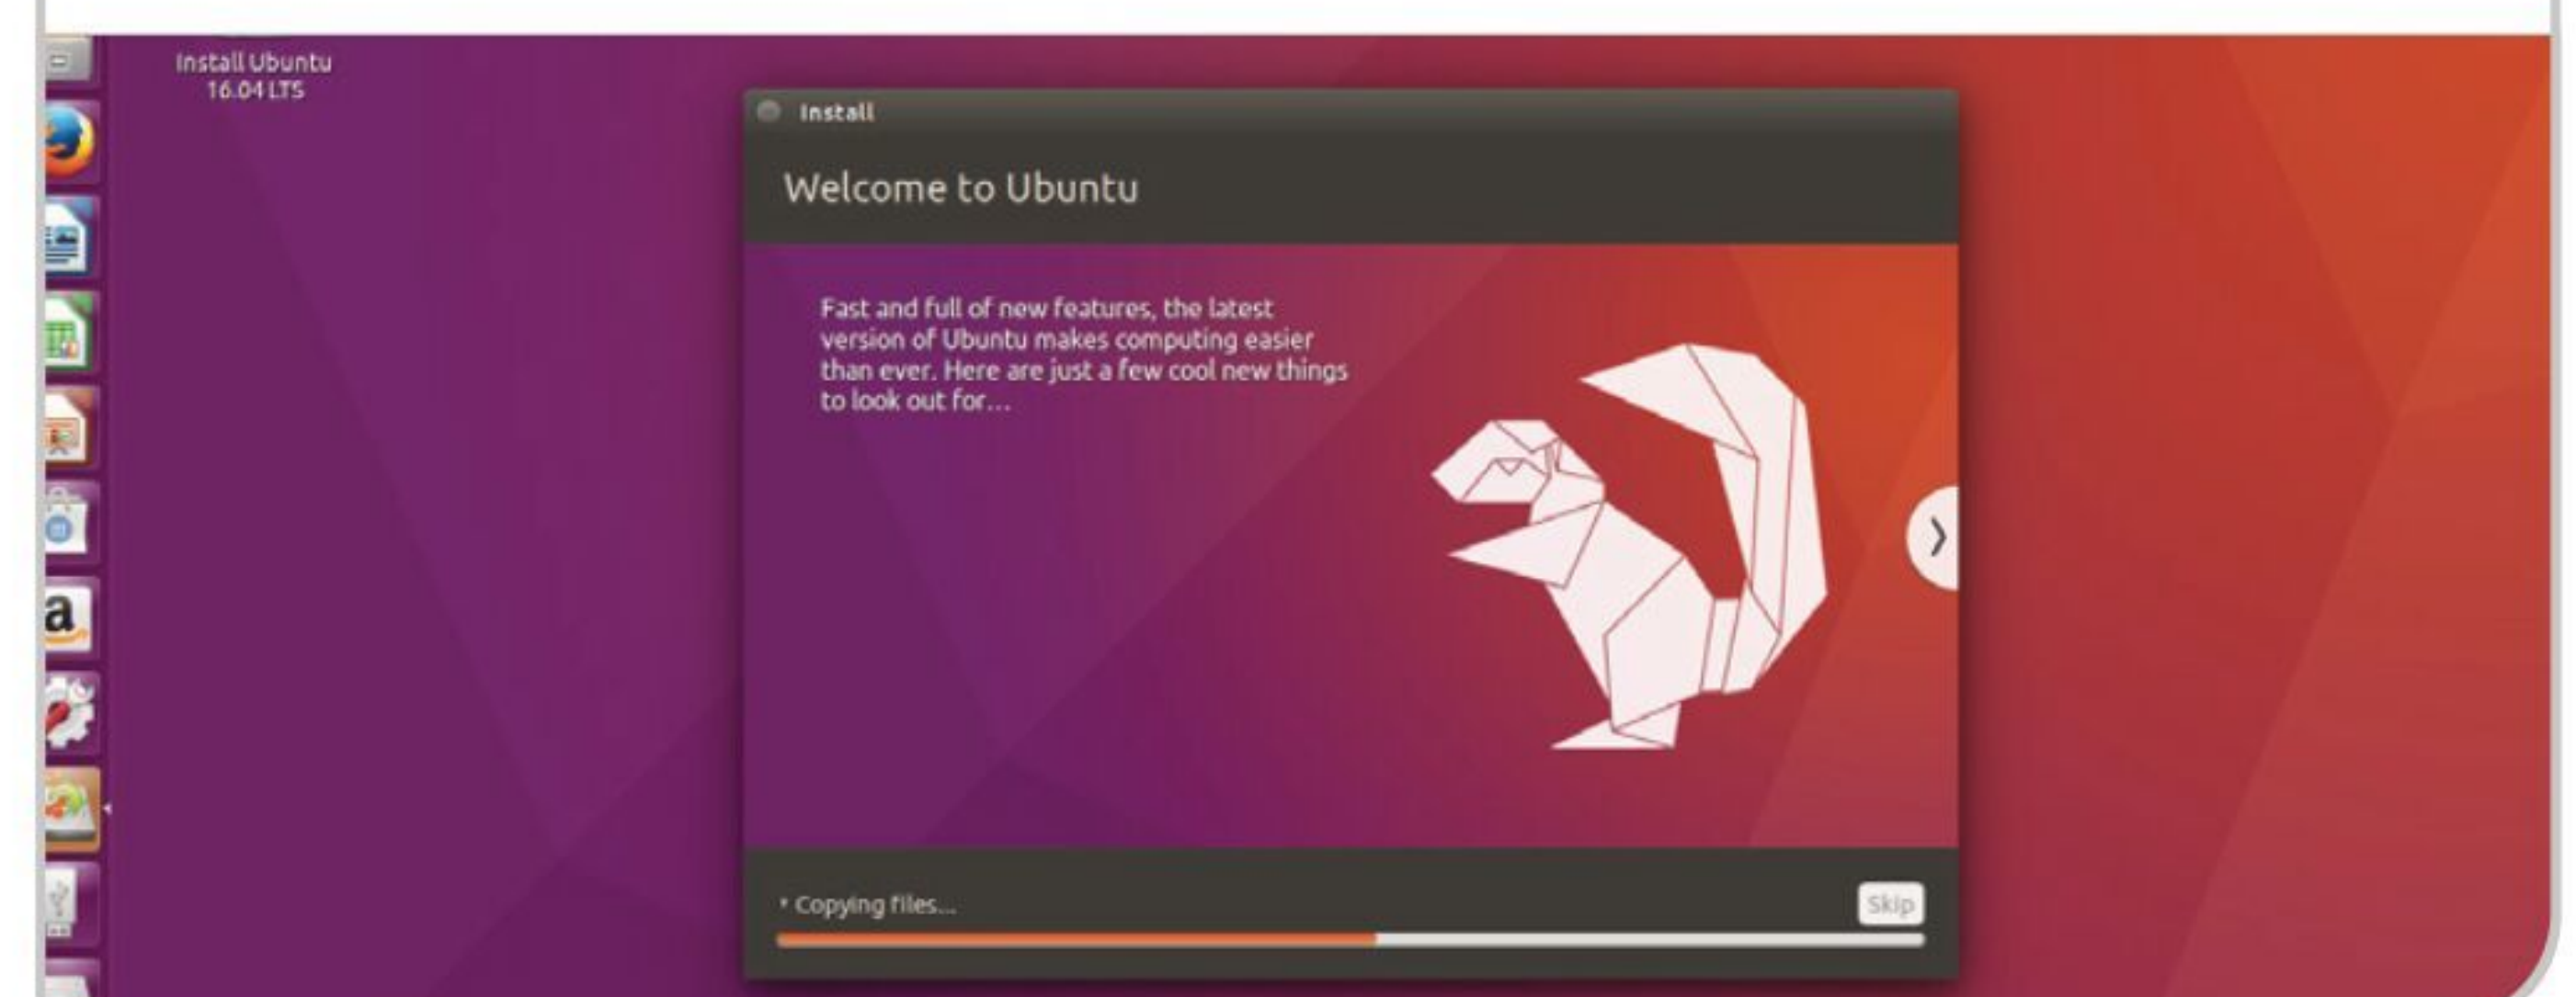 Install Ubuntu
16.04 LTS
Install
Welcome to Ubuntu
Fast and full of new features, the latest
version of Ubuntu makes computing easier
than ever. Here are just a few cool new things
to look out for...
Copying files...
Skip